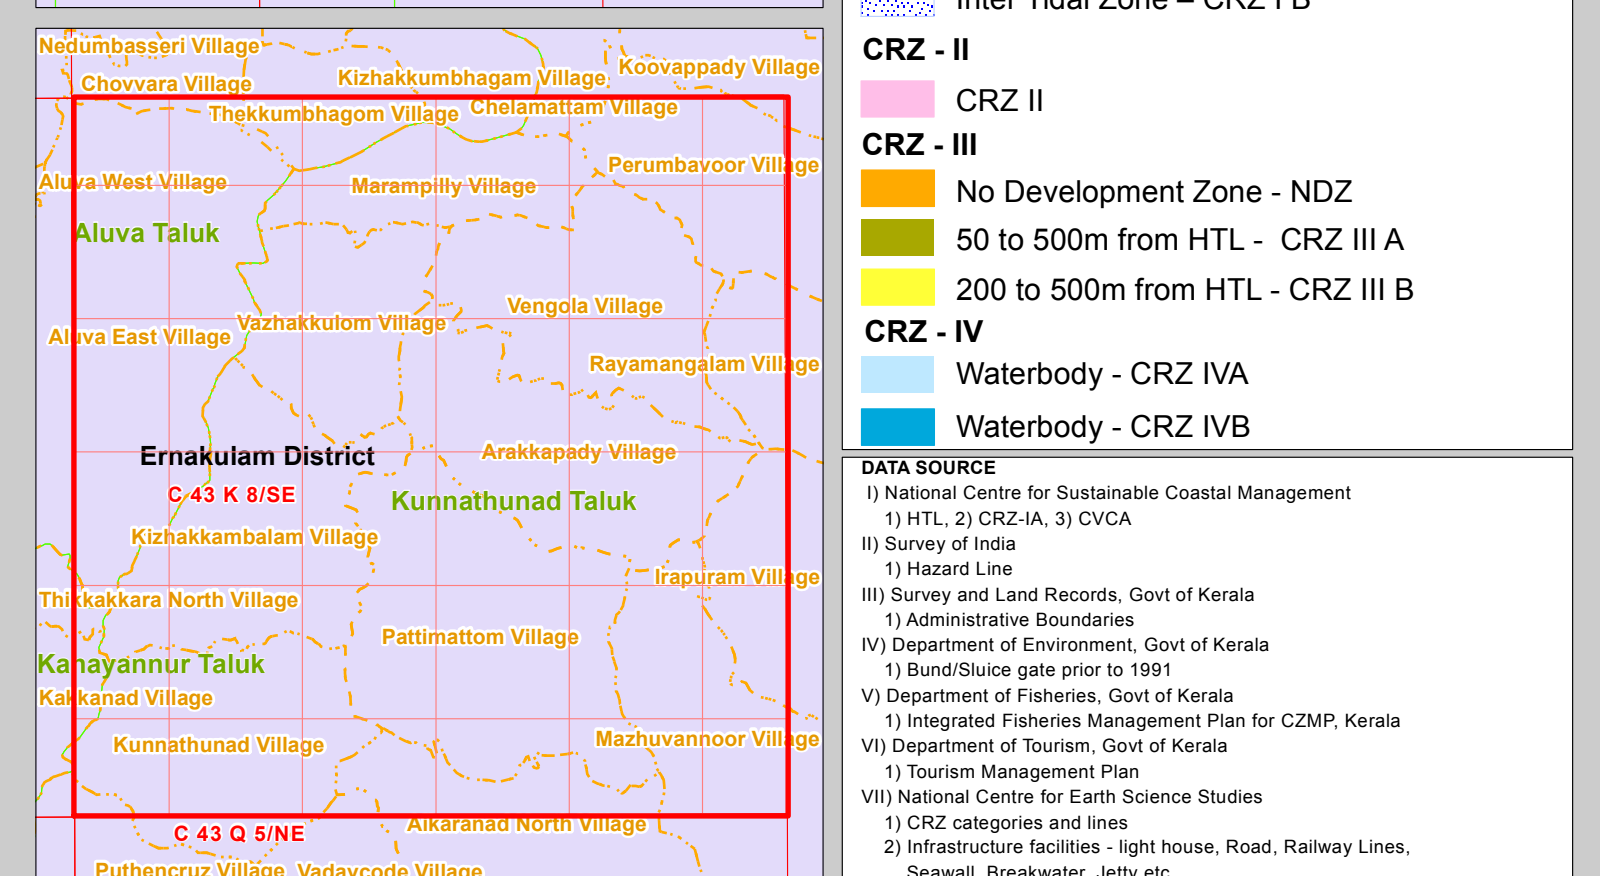 Nedumbasseri Village
Chovvara Village
Kizhakkumbhagam Village
Koovappady Village
Thekkumbhagom Village
Chelamattam Village
Perumbavoor Village
Aluva West Village
Marampilly Village
Aluva Taluk
Vengola Village
Vazhakkulom Village
Aluva East Village
Rayamangalam Village
Ernakulam District
Arakkapady Village
C 43 K 8/SE
Kunnathunad Taluk
Kizhakkambalam Village
Irapuram Village
Thikkakkara North Village
Pattimattom Village
Kanayannur Taluk
Kakkanad Village
Kunnathunad Village
Mazhuvannoor Village
C 43 Q 5/NE
Aikaranad North Village
Puthencruz Village
Vadavcode Village
Inter Tidal Zone – CRZ I B
CRZ - II
CRZ II
CRZ - III
No Development Zone - NDZ
50 to 500m from HTL - CRZ III A
200 to 500m from HTL - CRZ III B
CRZ - IV
Waterbody - CRZ IVA
Waterbody - CRZ IVB
DATA SOURCE
I) National Centre for Sustainable Coastal Management
1) HTL, 2) CRZ-IA, 3) CVCA
II) Survey of India
1) Hazard Line
III) Survey and Land Records, Govt of Kerala
1) Administrative Boundaries
IV) Department of Environment, Govt of Kerala
1) Bund/Sluice gate prior to 1991
V) Department of Fisheries, Govt of Kerala
1) Integrated Fisheries Management Plan for CZMP, Kerala
VI) Department of Tourism, Govt of Kerala
1) Tourism Management Plan
VII) National Centre for Earth Science Studies
1) CRZ categories and lines
2) Infrastructure facilities - light house, Road, Railway Lines,
Seawall, Breakwater, Jetty etc